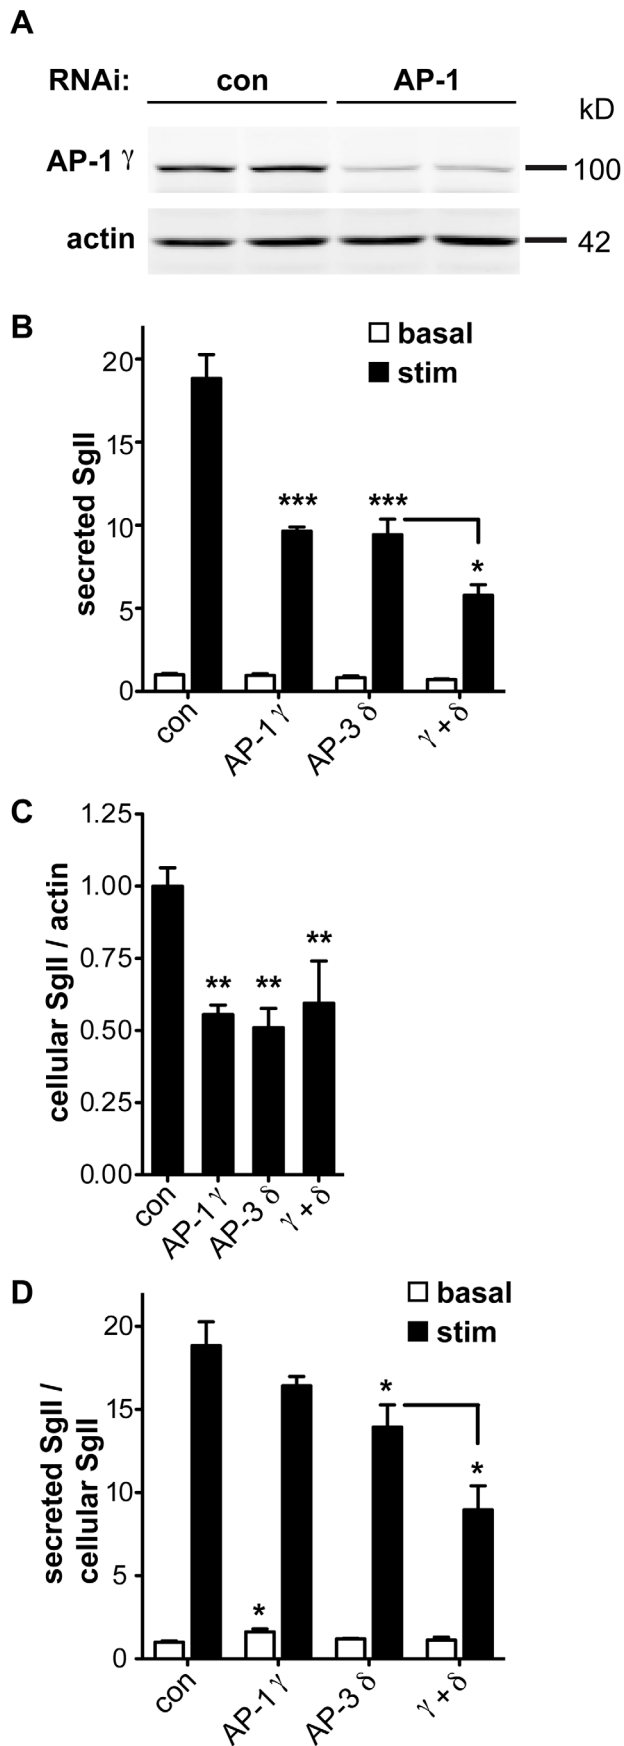 A
RNAi: con AP-1
kD
AP-1 γ 100
actin 42
B
basal
stim
secreted SgII
20
15
10
5
0
***
***
*
con
AP-1 γ
AP-3 δ
γ + δ
C
cellular SgII / actin
1.25
1.00
0.75
0.50
0.25
0.00
**
**
**
con
AP-1 γ
AP-3 δ
γ + δ
D
basal
stim
secreted SgII /
cellular SgII
20
15
10
5
0
*
*
*
con
AP-1 γ
AP-3 δ
γ + δ